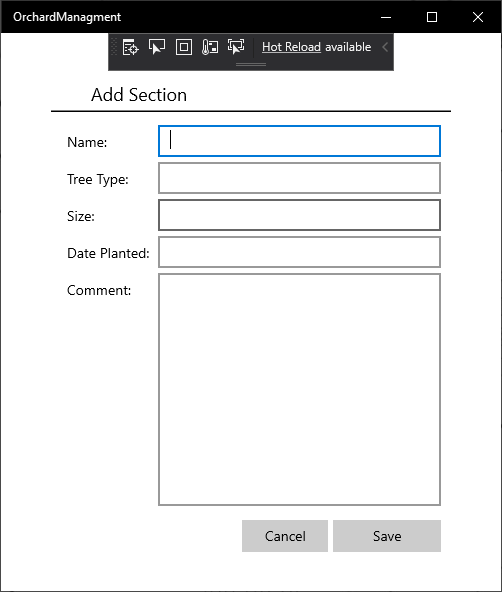 OrchardManagment
Hot Reload available
Add Section
Name:
Tree Type:
Size:
Date Planted:
Comment:
Cancel Save